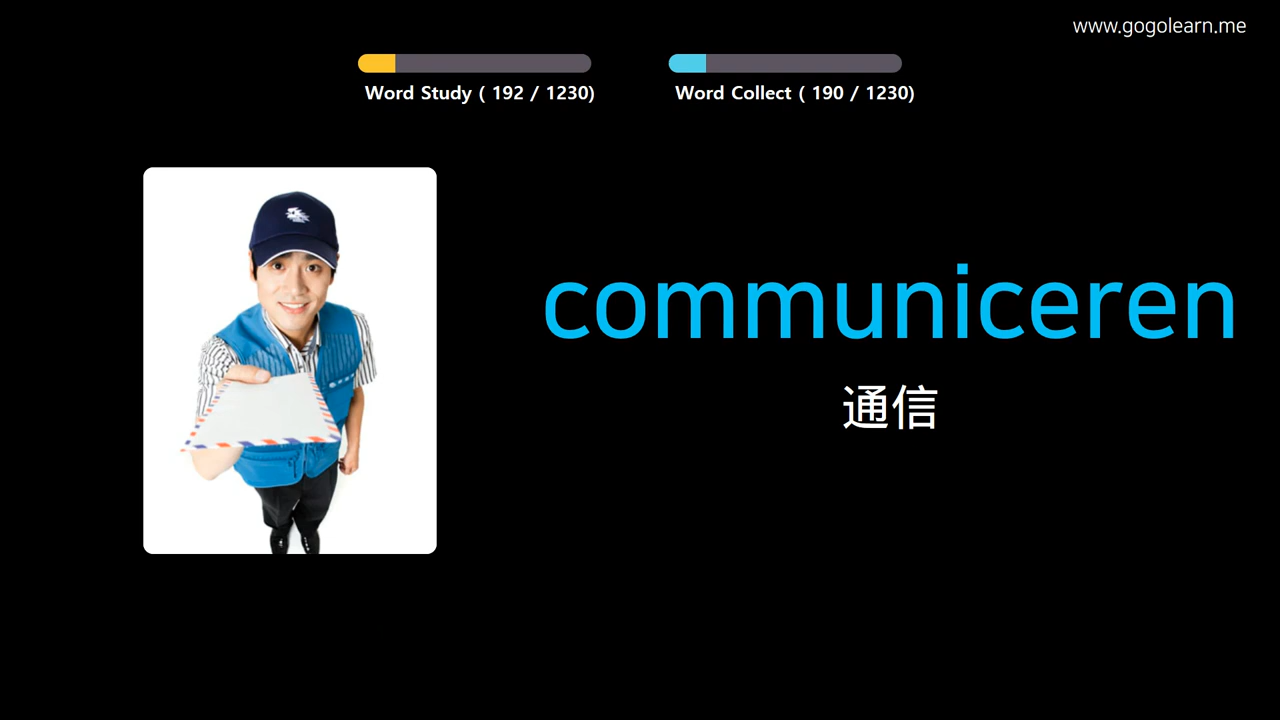 www.gogolearn.me
Word Study ( 192 / 1230)
Word Collect ( 190 / 1230)
communiceren
通信